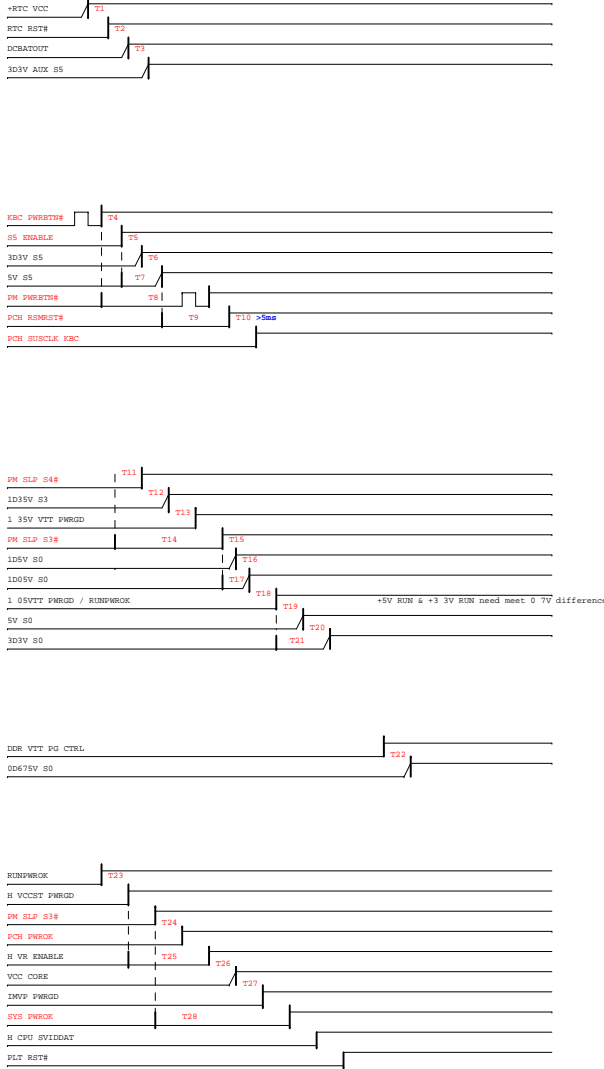 +RTC VCC T1
RTC RST# T2
DCBATOUT T3
3D3V AUX S5
KBC PWRBTN# T4
S5 ENABLE T5
3D3V S5 T6
5V S5 T7
PM PWRBTN# T8
PCH RSMRST# T9 T10 >5ms
PCH SUSCLK KBC
PM SLP S4# T11
1D35V S3 T12
1 35V VTT PWRGD T13
PM SLP S3# T14 T15
1D5V S0 T16
1D05V S0 T17
1 05VTT PWRGD / RUNPWROK T18 +5V RUN & +3 3V RUN need meet 0 7V difference
5V S0 T19
3D3V S0 T20
T21
DDR VTT PG CTRL T22
0D675V S0
RUNPWROK T23
H VCCST PWRGD
PM SLP S3# T24
PCH PWROK
H VR ENABLE T25 T26
VCC CORE T27
IMVP PWRGD
SYS PWROK T28
H CPU SVIDDAT
PLT RST#